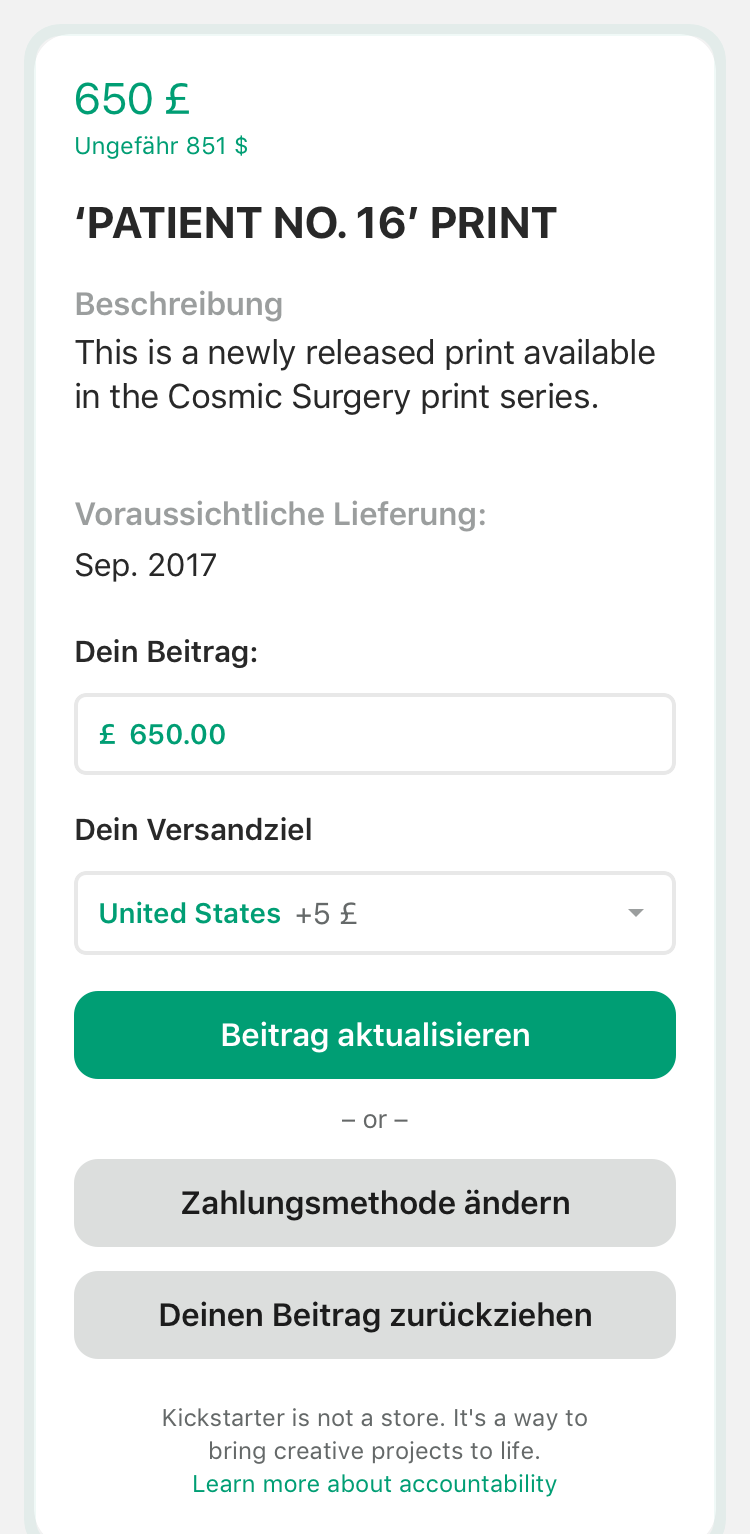 650 £
Ungefähr 851 $
‘PATIENT NO. 16’ PRINT
Beschreibung
This is a newly released print available
in the Cosmic Surgery print series.
Voraussichtliche Lieferung:
Sep. 2017
Dein Beitrag:
£ 650.00
Dein Versandziel
United States +5 £
Beitrag aktualisieren
– or –
Zahlungsmethode ändern
Deinen Beitrag zurückziehen
Kickstarter is not a store. It's a way to
bring creative projects to life.
Learn more about accountability